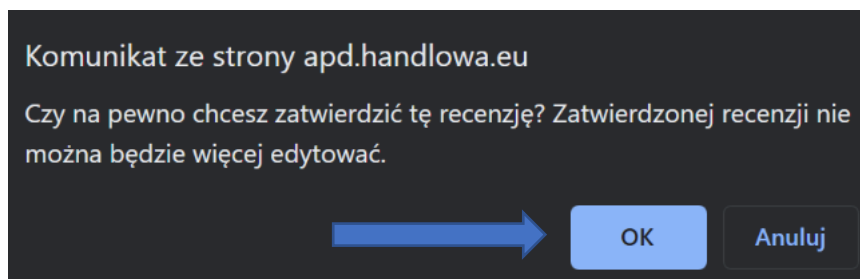 Komunikat ze strony apd.handlowa.eu
Czy na pewno chcesz zatwierdzić tę recenzję? Zatwierdzonej recenzji nie
można będzie więcej edytować.
OK
Anuluj